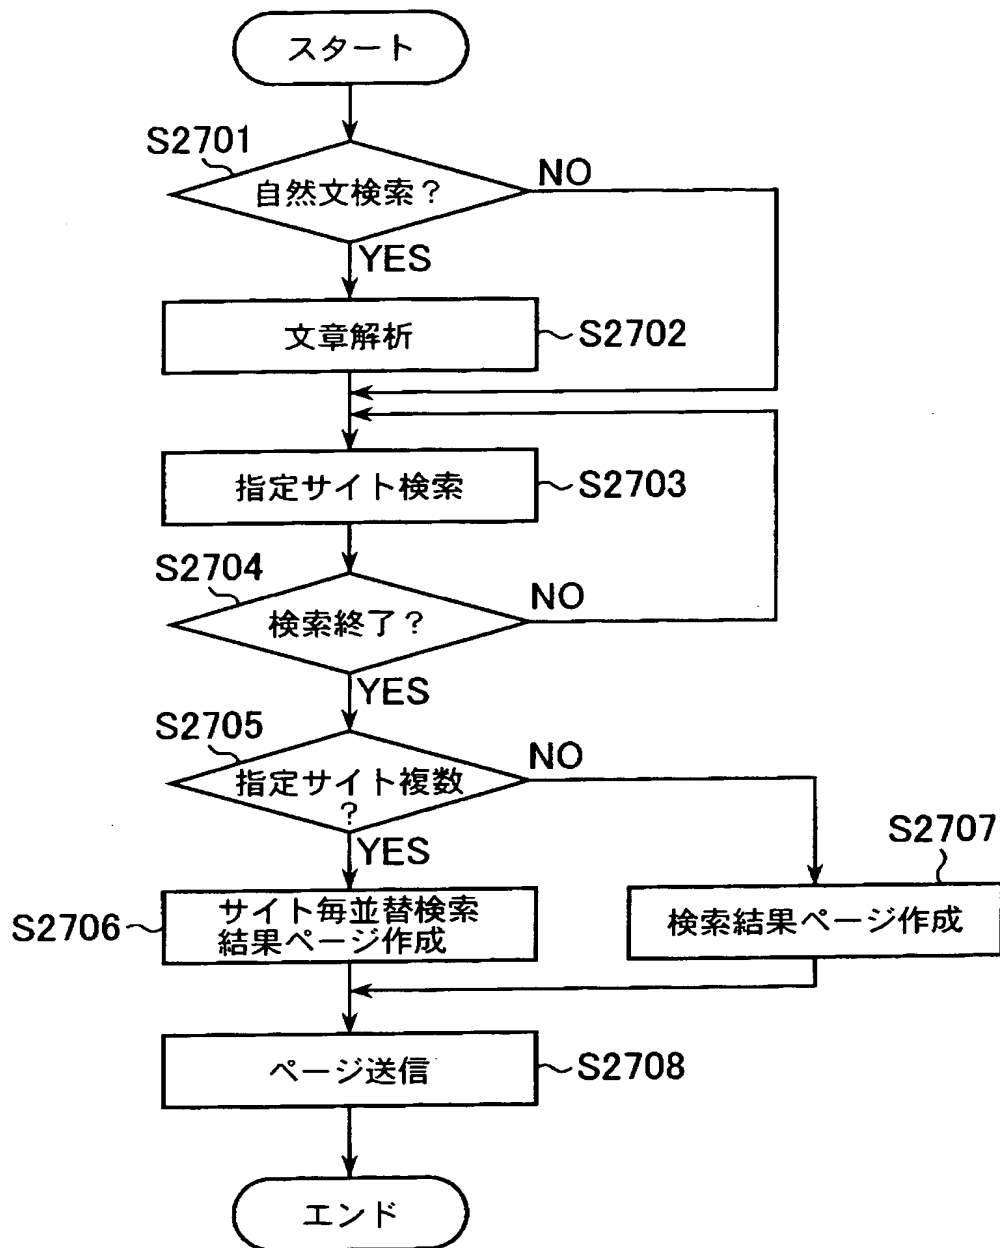 スタート
S2701
自然文検索？
NO
YES
文章解析
S2702
指定サイト検索
S2703
S2704
検索終了？
NO
YES
S2705
指定サイト複数
？
NO
YES
S2707
S2706
サイト毎並替検索
結果ページ作成
検索結果ページ作成
ページ送信
S2708
エンド